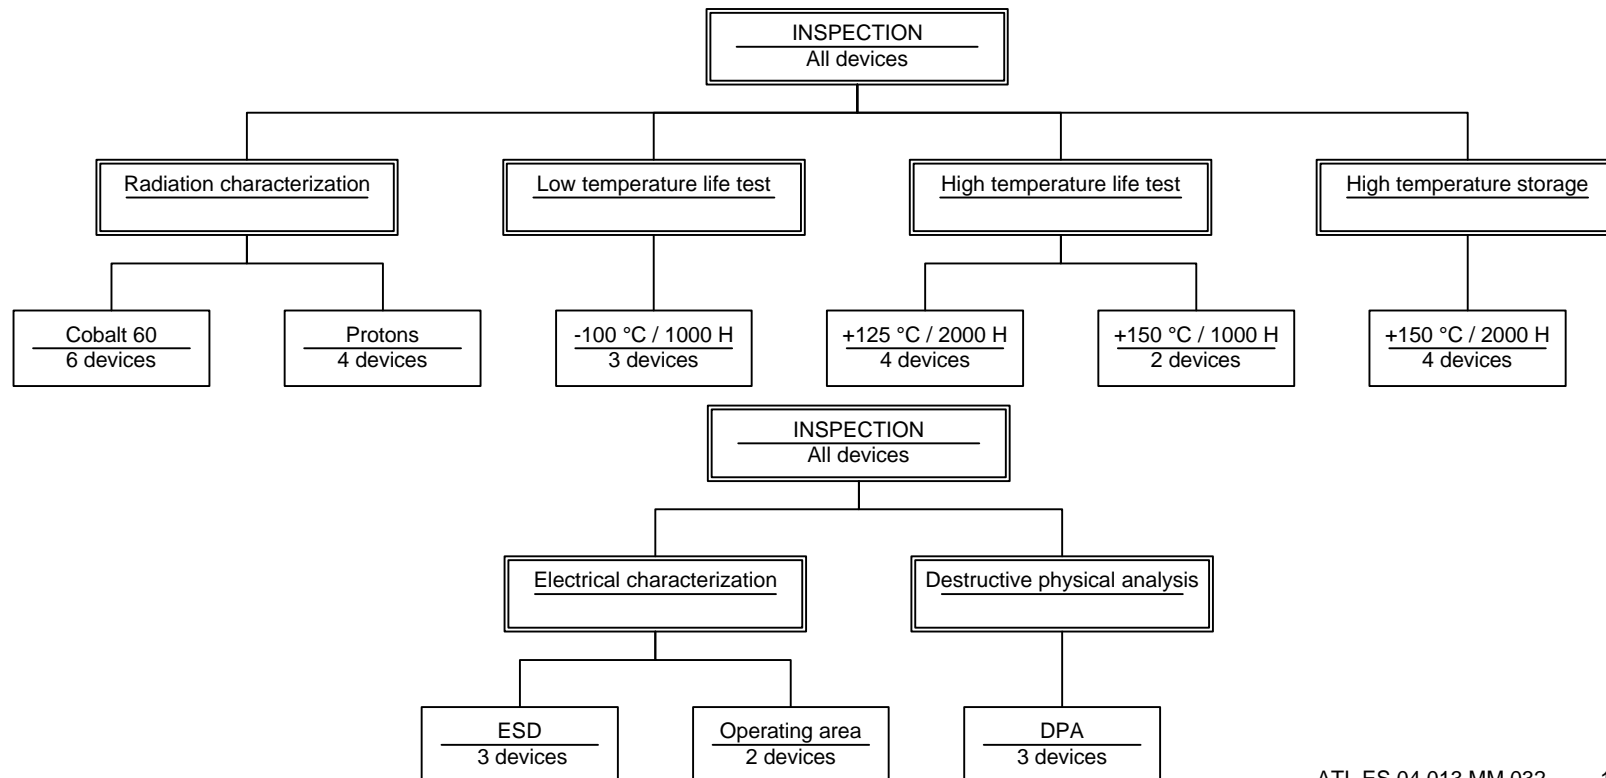 INSPECTION
All devices
Radiation characterization
Low temperature life test
High temperature life test
High temperature storage
Cobalt 60
6 devices
Protons
4 devices
-100 °C / 1000 H
3 devices
+125 °C / 2000 H
4 devices
+150 °C / 1000 H
2 devices
+150 °C / 2000 H
4 devices
INSPECTION
All devices
Electrical characterization
Destructive physical analysis
ESD
3 devices
Operating area
2 devices
DPA
3 devices